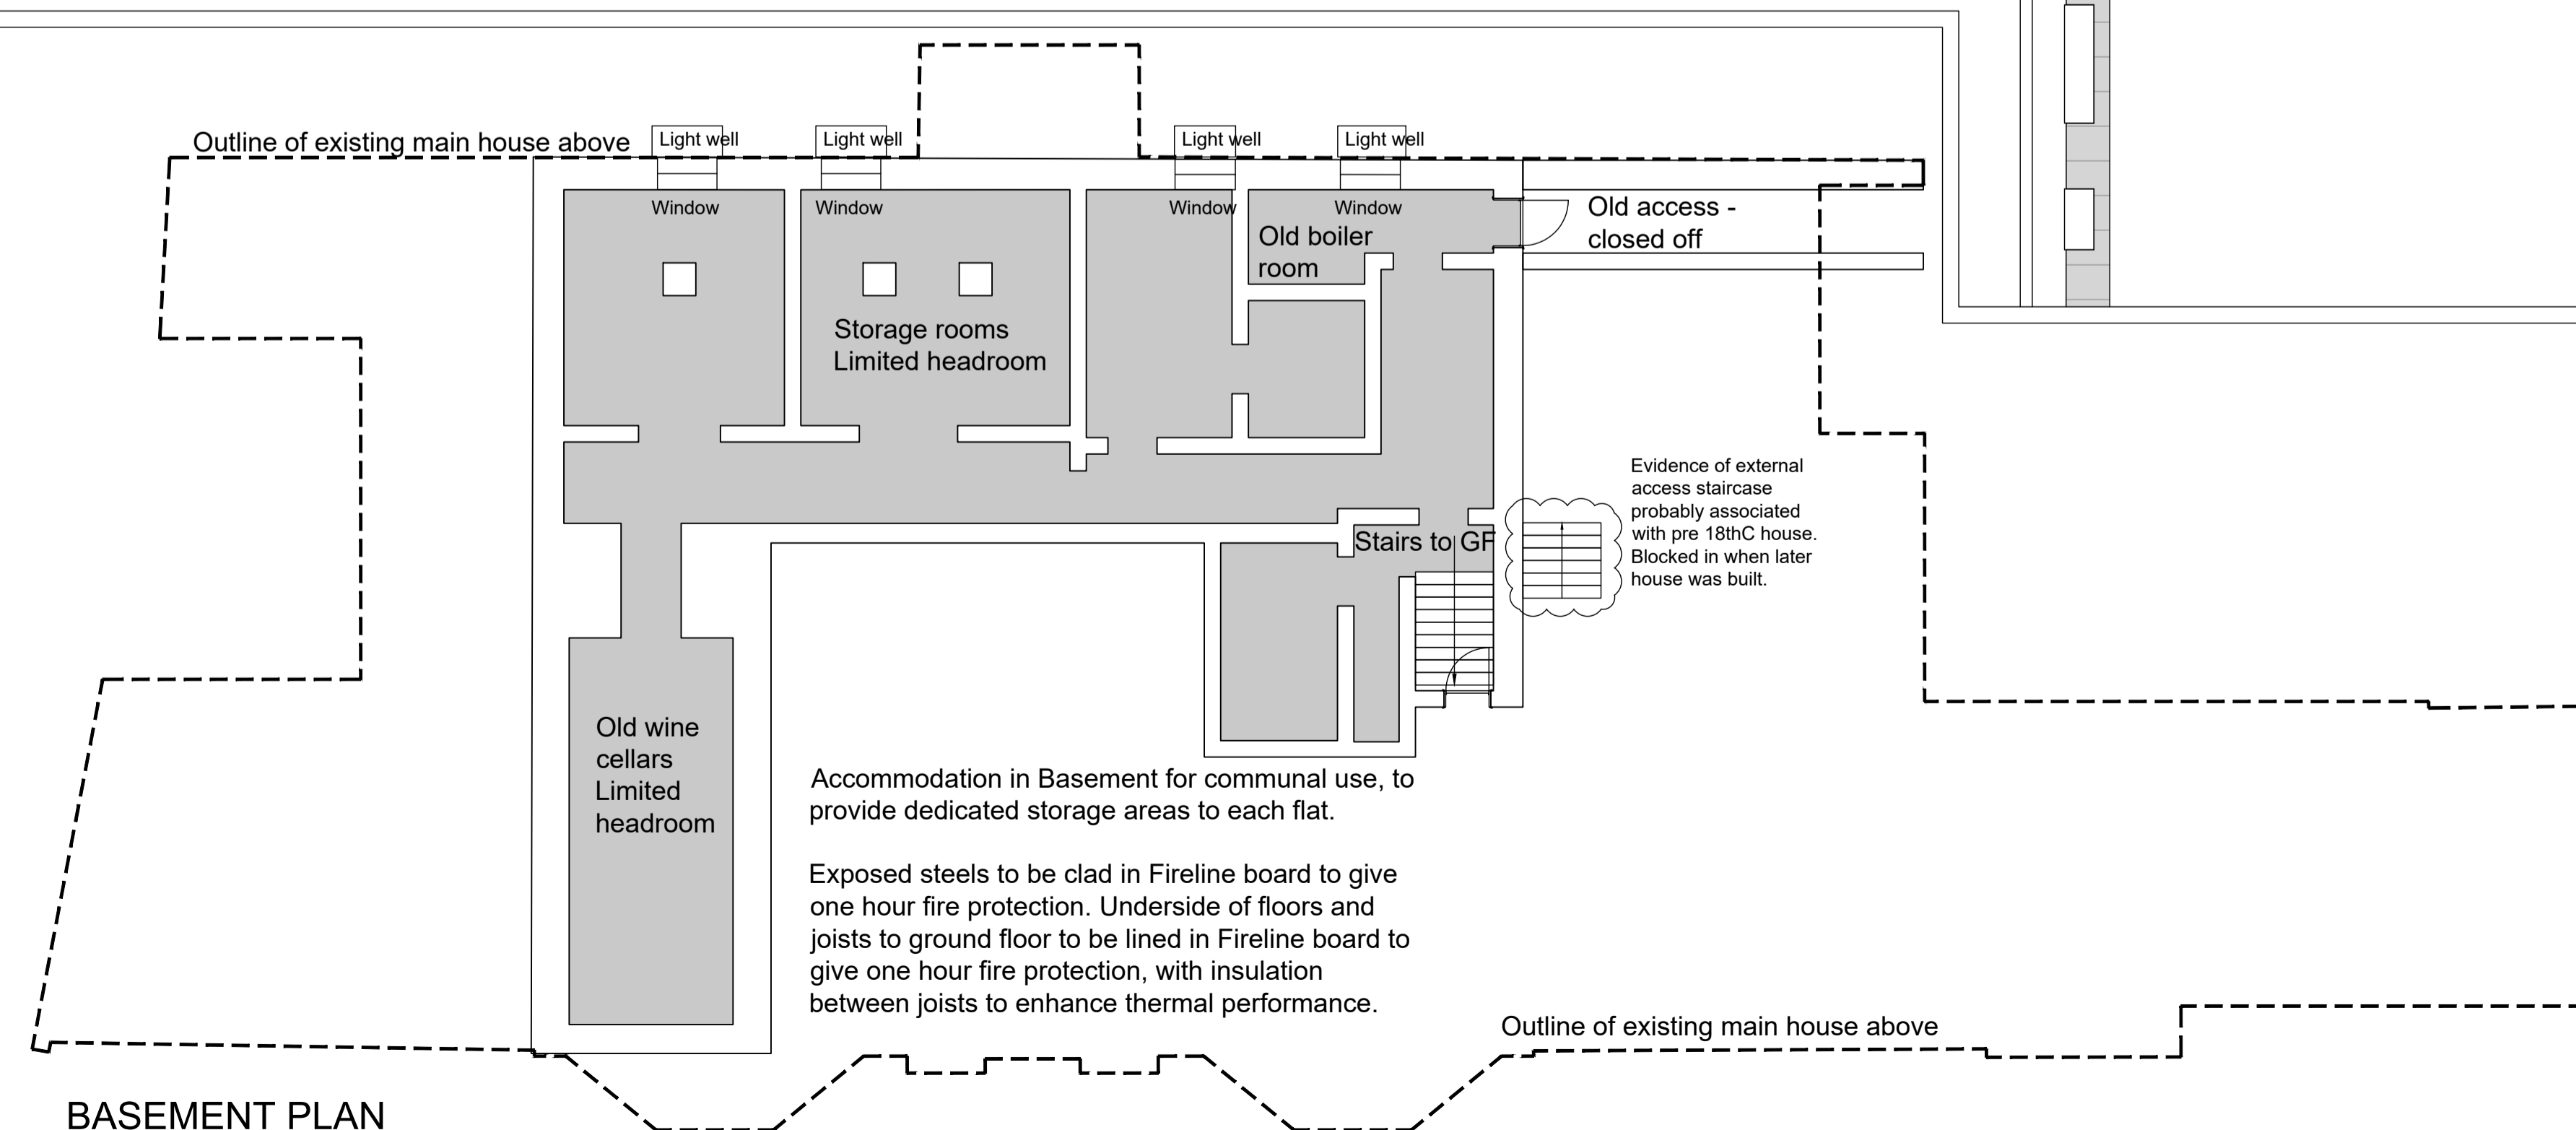 Outline of existing main house above
Light well
Light well
Light well
Light well
Window
Window
Window
Window
Old access -
closed off
Old boiler
room
Storage rooms
Limited headroom
Evidence of external
access staircase
probably associated
with pre 18thC house.
Blocked in when later
house was built.
Stairs to GF
Old wine
cellars
Limited
headroom
Accommodation in Basement for communal use, to
provide dedicated storage areas to each flat.
Exposed steels to be clad in Fireline board to give
one hour fire protection. Underside of floors and
joists to ground floor to be lined in Fireline board to
give one hour fire protection, with insulation
between joists to enhance thermal performance.
Outline of existing main house above
BASEMENT PLAN